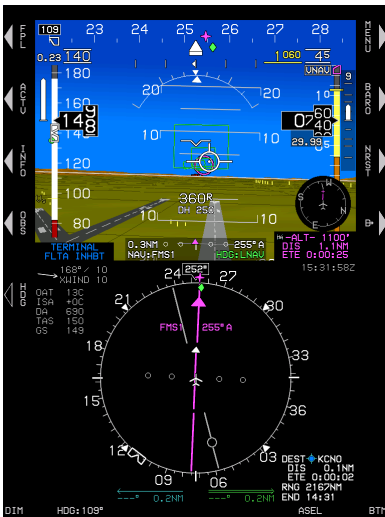 FPL
ACTV
INFO
OBS
HDG
MENU
BARO
NRST
109
23 24 25 26 27
0.23 140
1060 45
VNAV
9
180
160
120
100
80
20 20
10 10
10 10
29.99
360R
DH 250
TERMINAL
FLTA INHBT
0.3NM 255°A
NAV:FMS1 HDG:LNAV
-ALT- 1100'
DIS 1.1NM
ETE 0:00:25
15:31:58Z
S W N E
168°/ 10
XWIND 10
OAT 13C
ISA +0C
DA 690
TAS 150
GS 149
24 252° 27
21 30
FMS1 255°A
18 33
15 36
12 03
09 06
DEST KCNO
DIS 0.1NM
ETE 0:00:02
RNG 2167NM
END 14:31
---° 0.2NM ---° 0.2NM
DIM HDG:109° ASEL BTM